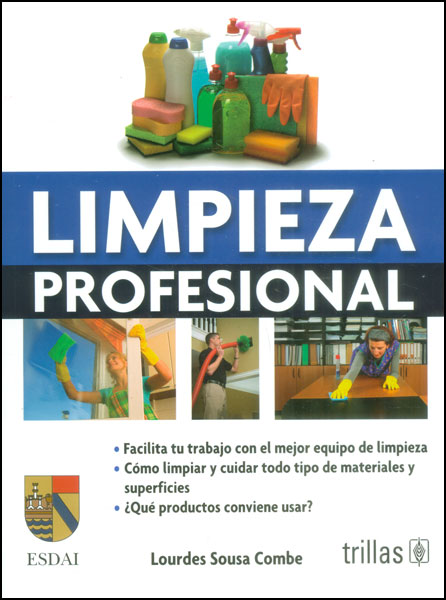 LIMPIEZA
PROFESIONAL
• Facilita tu trabajo con el mejor equipo de limpieza
• Cómo limpiar y cuidar todo tipo de materiales y
superficies
• ¿Qué productos conviene usar?
ESDAI
Lourdes Sousa Combe
trillas